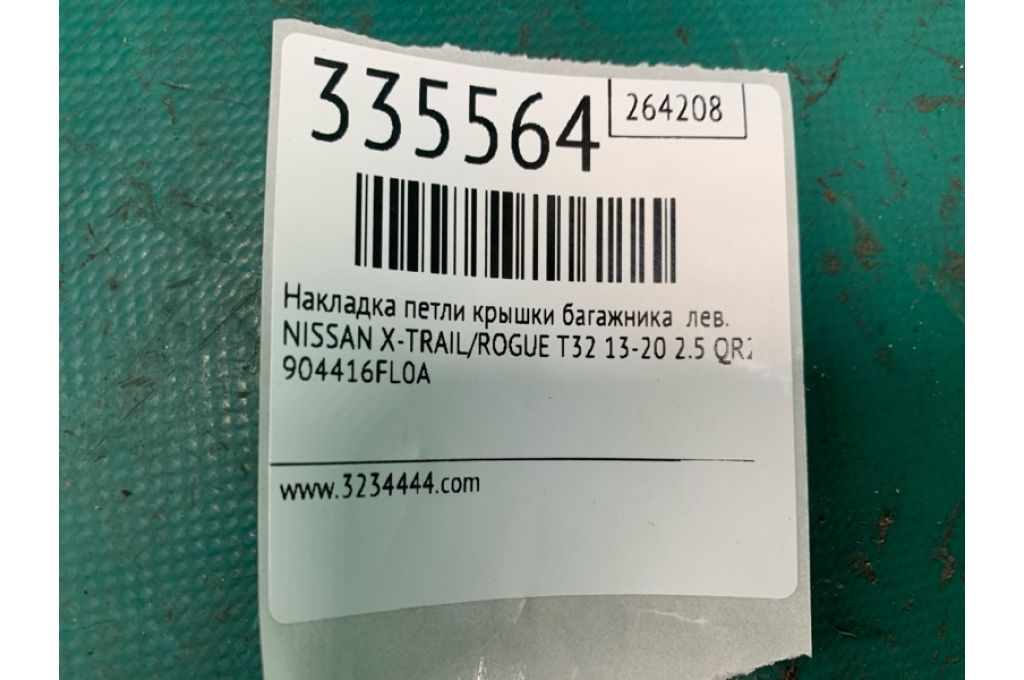 335564
264208
Накладка петли крышки багажника лев.
NISSAN X-TRAIL/ROGUE T32 13-20 2.5
904416FL0A
www.3234444.com